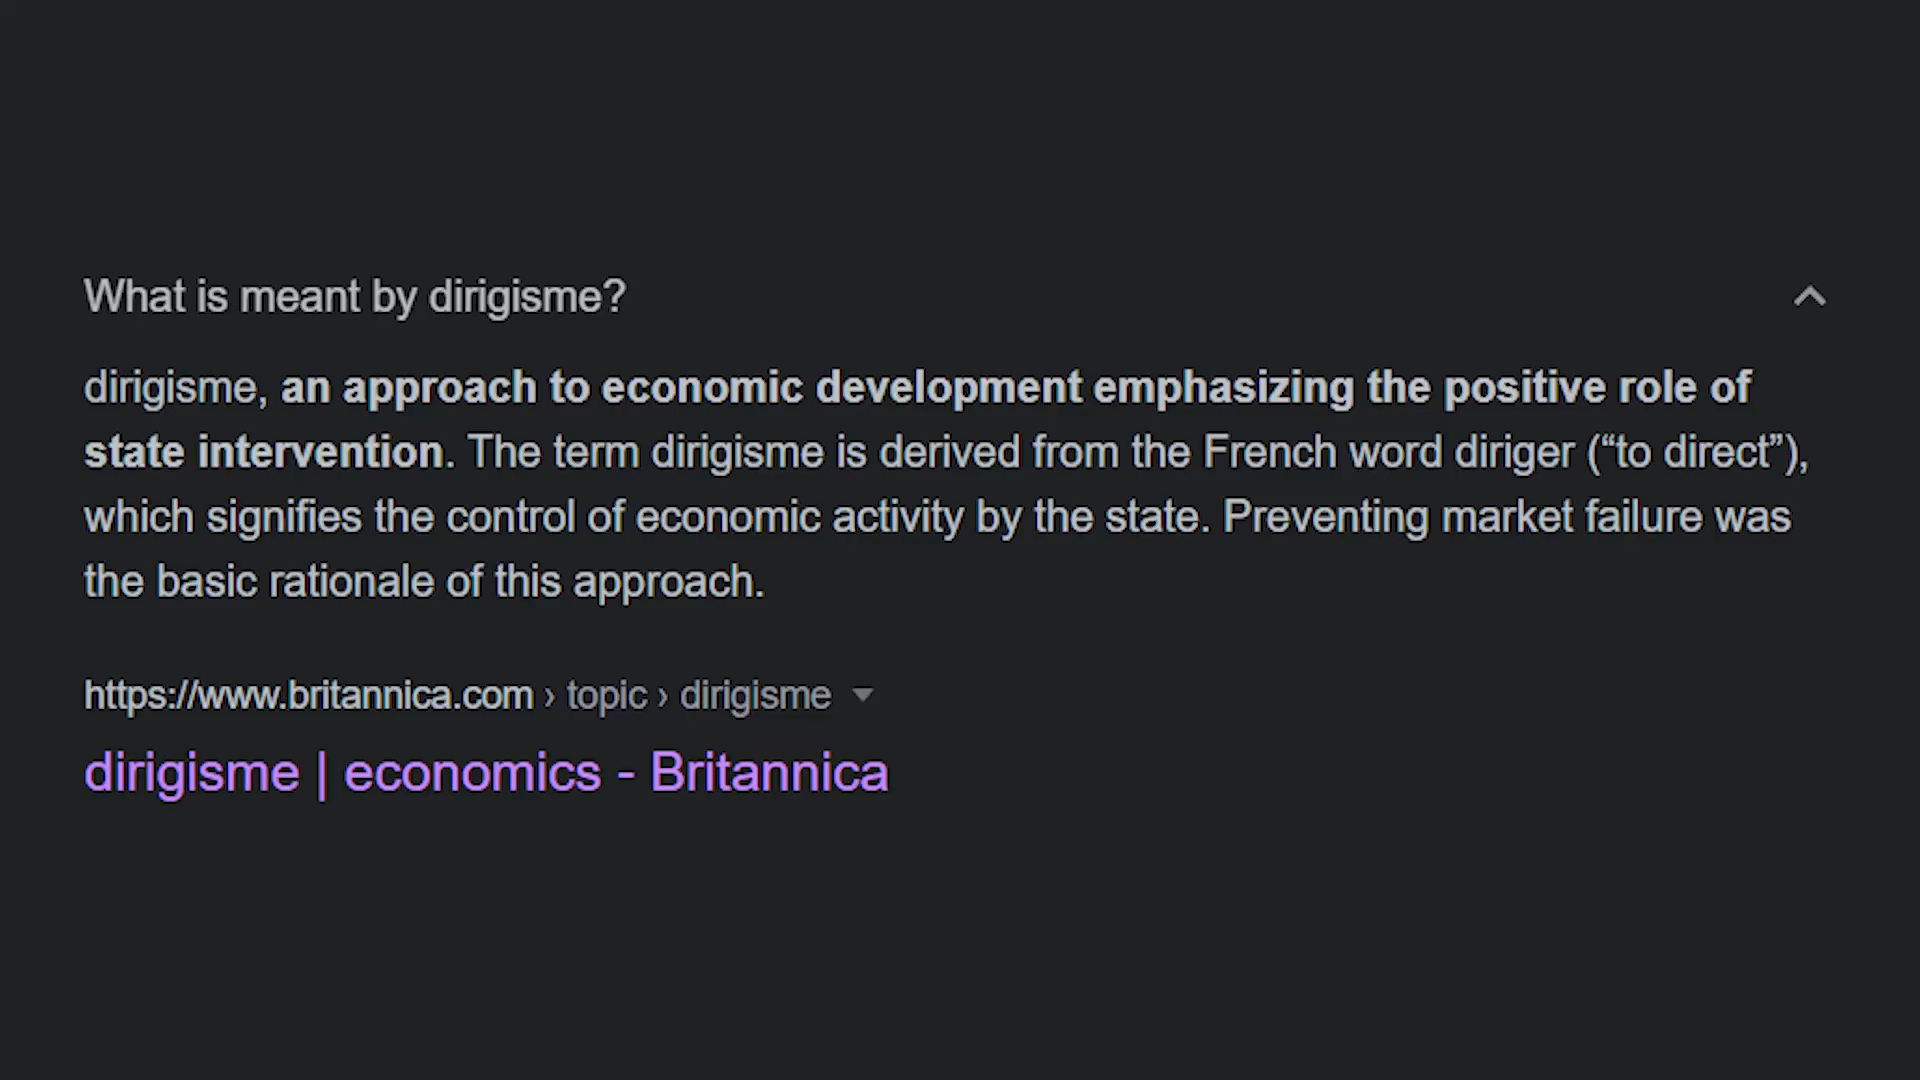 What is meant by dirigisme?
dirigisme, an approach to economic development emphasizing the positive role of
state intervention. The term dirigisme is derived from the French word diriger (“to direct”),
which signifies the control of economic activity by the state. Preventing market failure was
the basic rationale of this approach.
https://www.britannica.com › topic › dirigisme
dirigisme | economics - Britannica